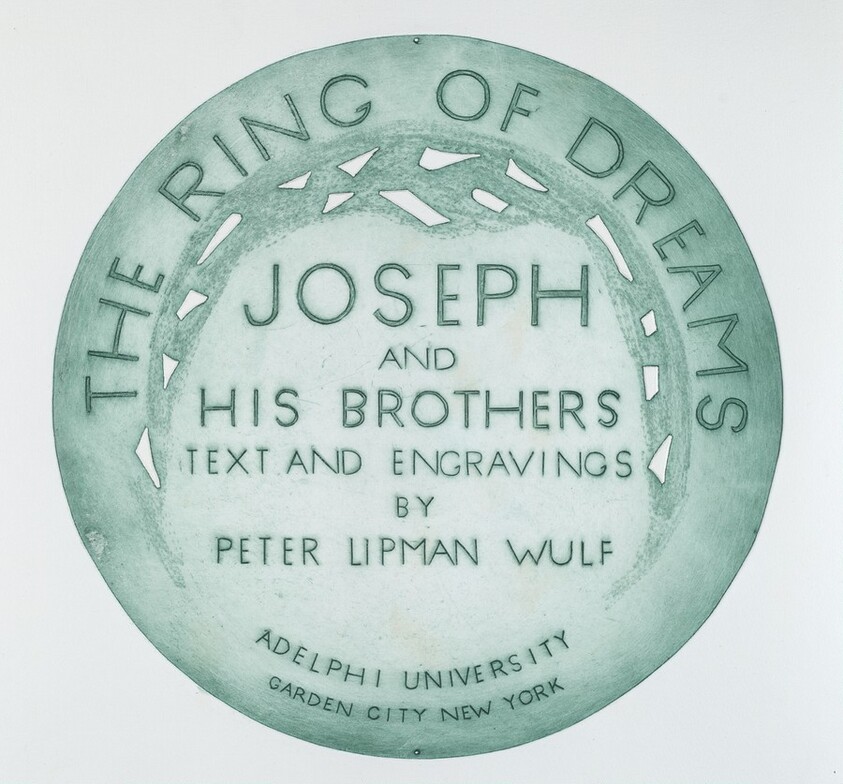 THE RING OF DREAMS
JOSEPH
AND
HIS BROTHERS
TEXT AND ENGRAVINGS
BY
PETER LIPMAN WULF
ADELPHI UNIVERSITY
GARDEN CITY NEW YORK